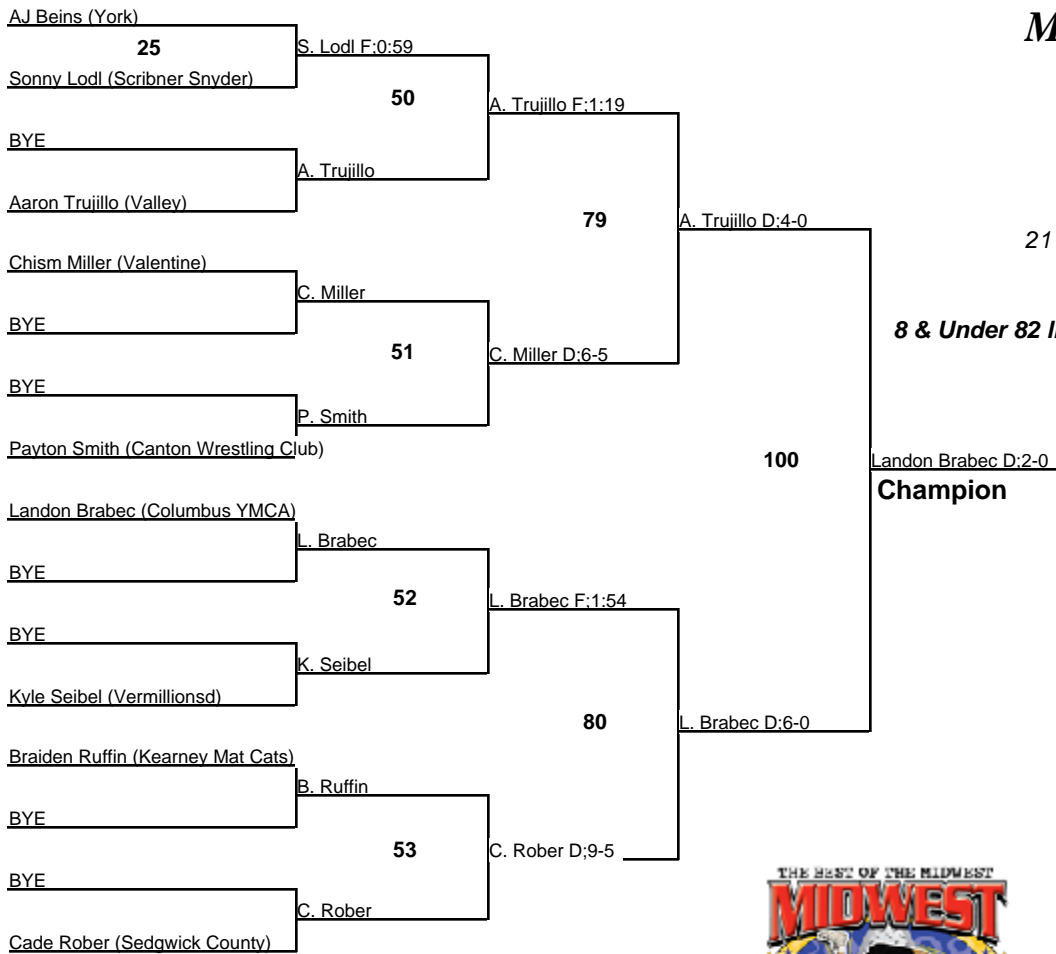 AJ Beins (York)
M
25
S. Lodl F;0:59
Sonny Lodl (Scribner Snyder)
50
A. Trujillo F;1:19
BYE
A. Trujillo
Aaron Trujillo (Valley)
79
A. Trujillo D;4-0
21
Chism Miller (Valentine)
C. Miller
BYE
8 & Under 82
51
C. Miller D;6-5
BYE
P. Smith
Payton Smith (Canton Wrestling Club)
100
Landon Brabec D;2-0
Champion
Landon Brabec (Columbus YMCA)
L. Brabec
BYE
52
L. Brabec F;1:54
BYE
K. Seibel
Kyle Seibel (Vermillionsd)
80
L. Brabec D;6-0
Braiden Ruffin (Kearney Mat Cats)
B. Ruffin
BYE
53
C. Rober D;9-5
BYE
C. Rober
Cade Rober (Sedgwick County)
THE BEST OF THE MIDWEST
MIDWEST